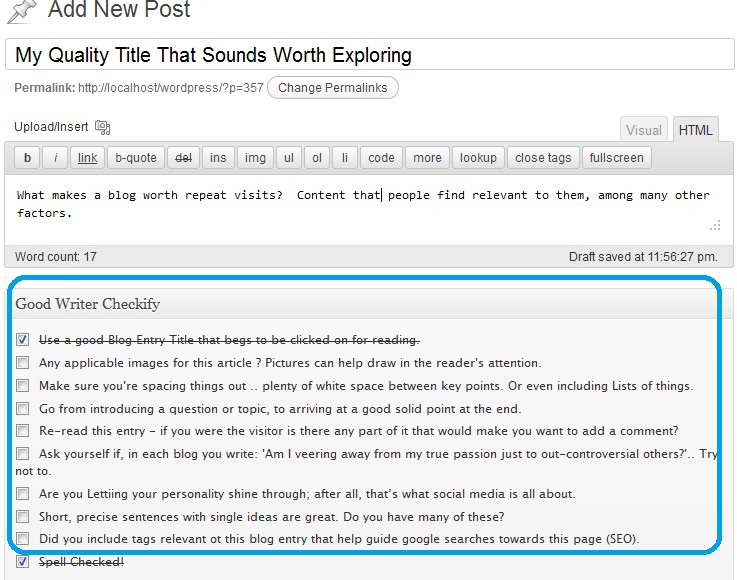 Add New Post
My Quality Title That Sounds Worth Exploring
Permalink: http://localhost/wordpress/?p=357 Change Permalinks
Upload/Insert Visual HTML
b i link b-quote del ins img ul ol li code more lookup close tags fullscreen
What makes a blog worth repeat visits?  Content that people find relevant to them, among many other
factors.
Word count: 17 Draft saved at 11:56:27 pm.
Good Writer Checkify
Use a good Blog Entry Title that begs to be clicked on for reading.
Any applicable images for this article ? Pictures can help draw in the reader's attention.
Make sure you're spacing things out .. plenty of white space between key points. Or even including Lists of things.
Go from introducing a question or topic, to arriving at a good solid point at the end.
Re-read this entry - if you were the visitor is there any part of it that would make you want to add a comment?
Ask yourself if, in each blog you write: 'Am I veering away from my true passion just to out-controversial others?'.. Try
not to.
Are you Lettiing your personality shine through; after all, that's what social media is all about.
Short, precise sentences with single ideas are great. Do you have many of these?
Did you include tags relevant ot this blog entry that help guide google searches towards this page (SEO).
Spell Checked!